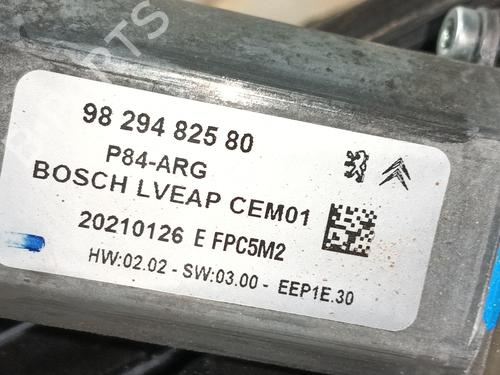 98 294 825 80
P84-ARG
BOSCH LVEAP CEM01
20210126 E FPC5M2
HW:02.02 - SW:03.00 - EEP1E.30